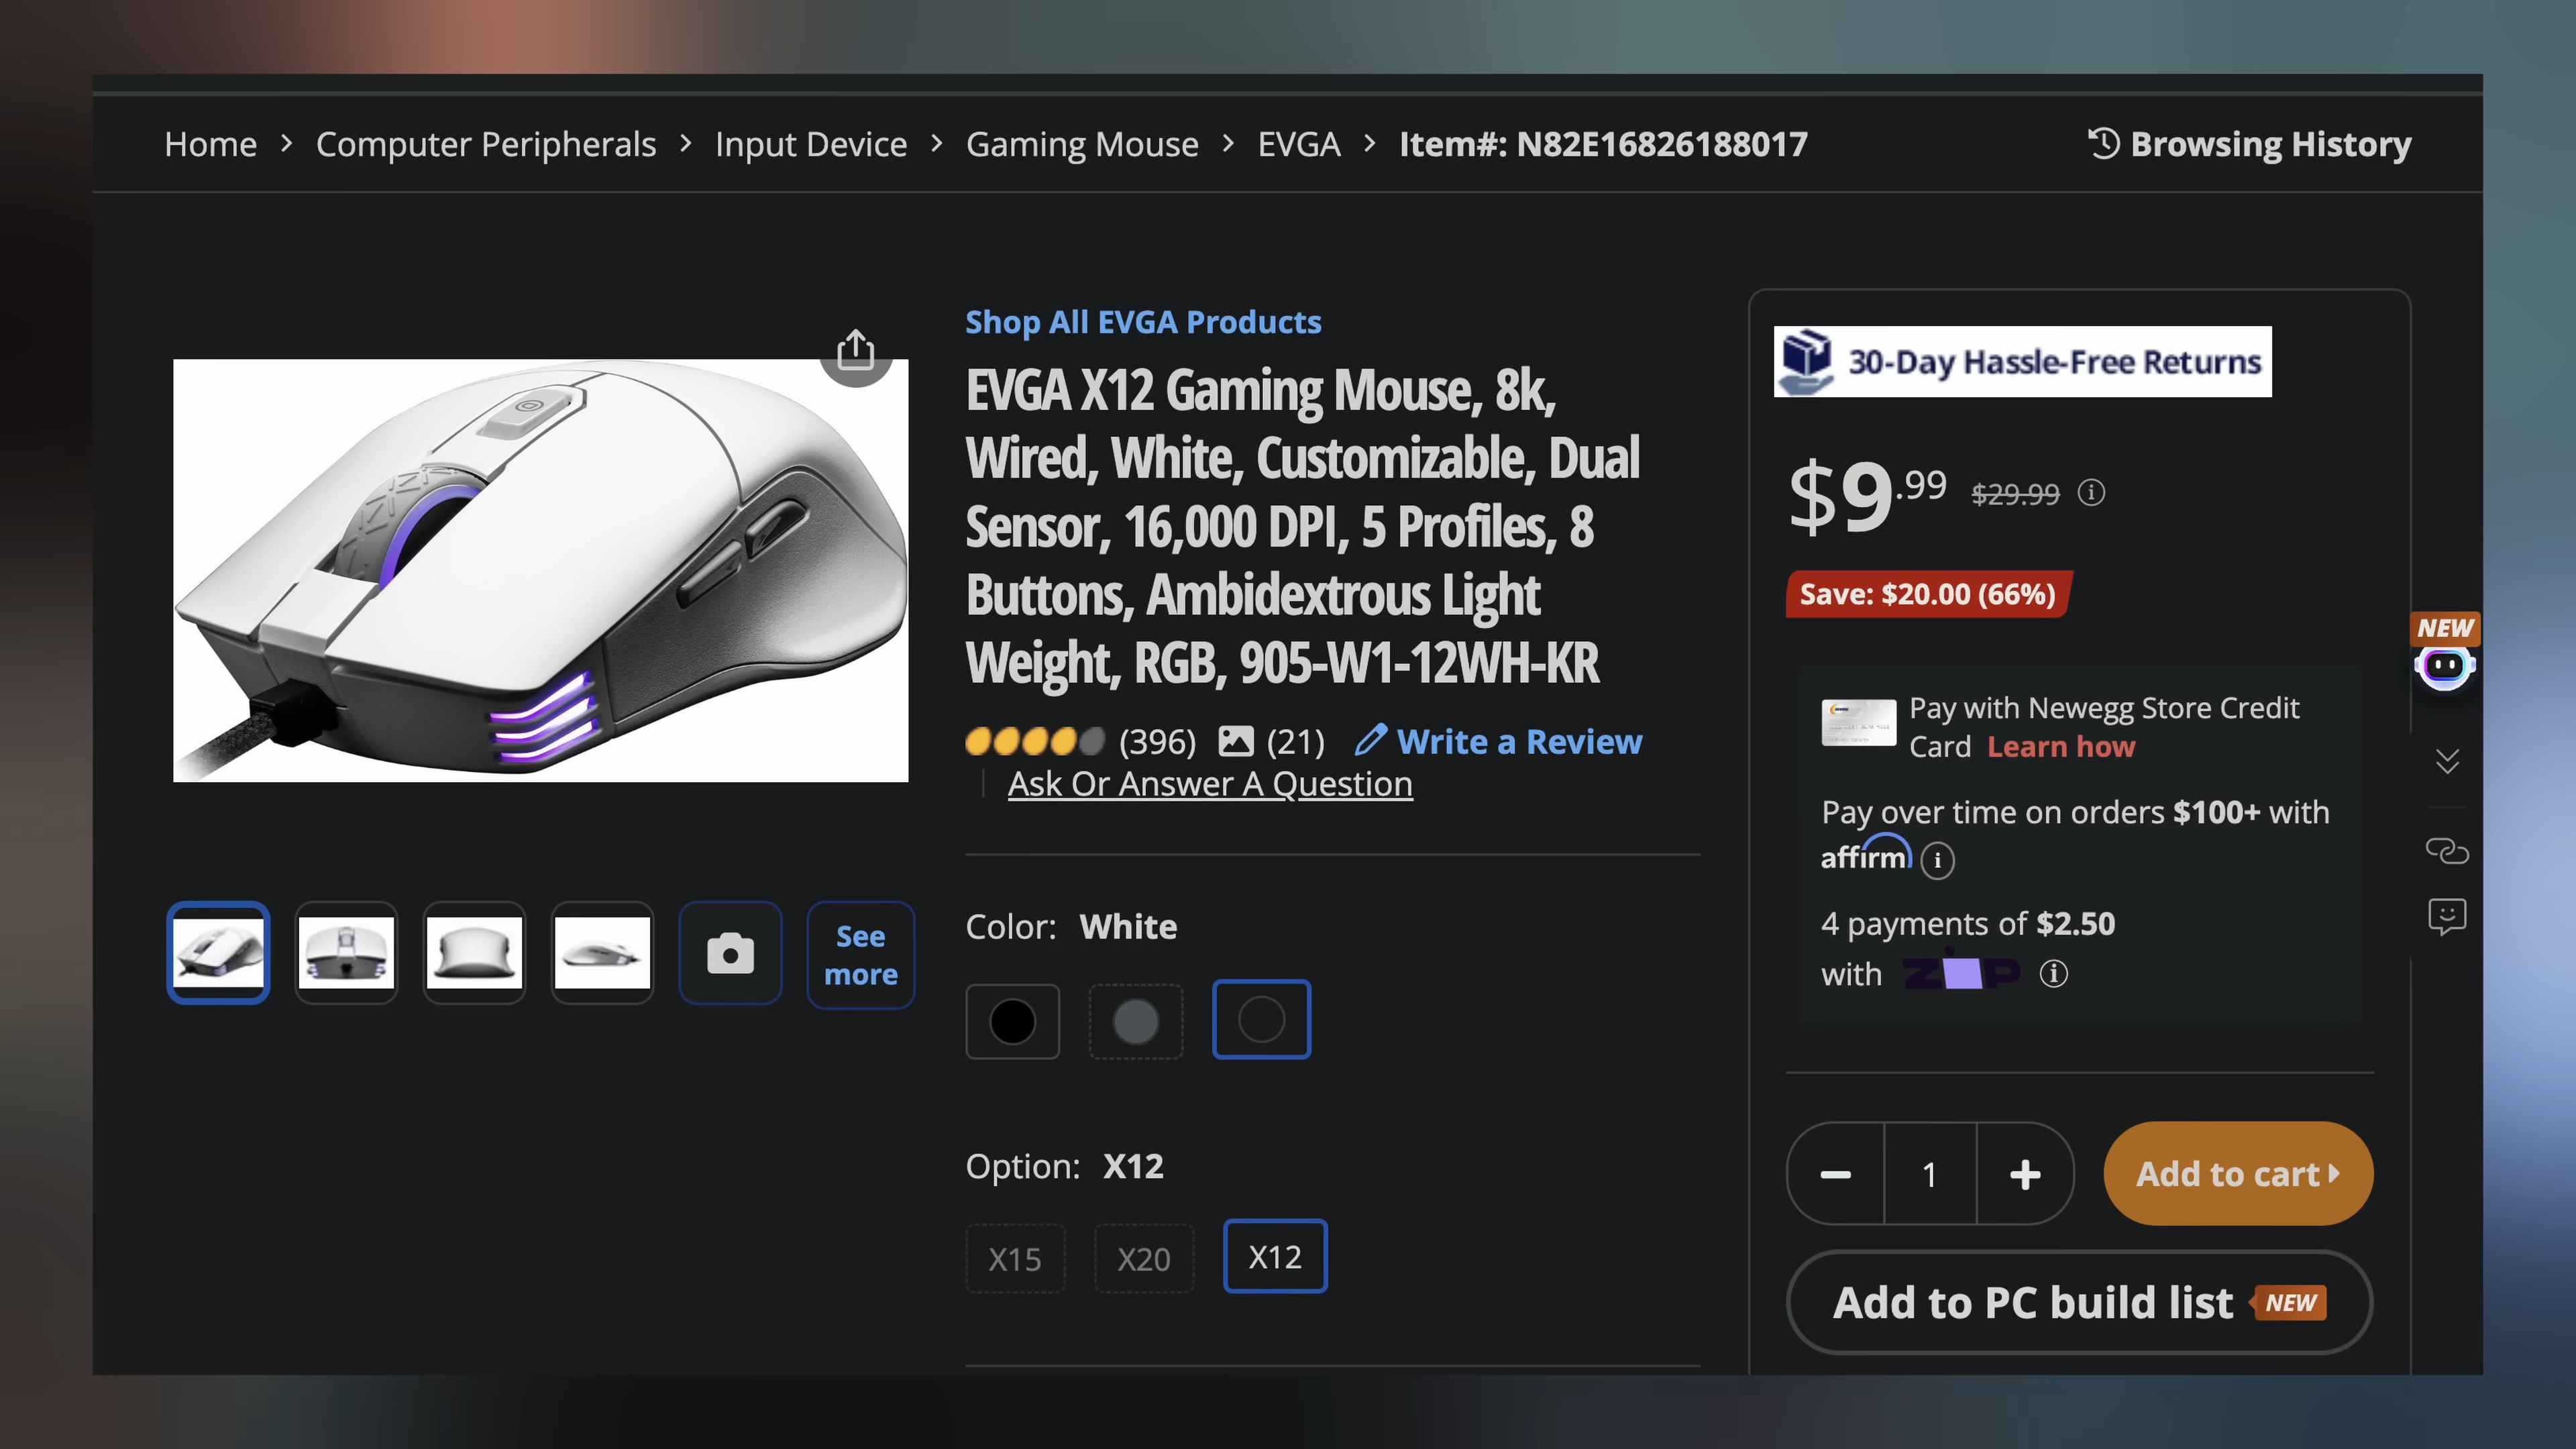 Home > Computer Peripherals > Input Device > Gaming Mouse > EVGA > Item#: N82E16826188017
Browsing History
Shop All EVGA Products
EVGA X12 Gaming Mouse, 8k,
Wired, White, Customizable, Dual
Sensor, 16,000 DPI, 5 Profiles, 8
Buttons, Ambidextrous Light
Weight, RGB, 905-W1-12WH-KR
(396) (21) Write a Review
Ask Or Answer A Question
See
more
Color: White
Option: X12
X15 X20 X12
30-Day Hassle-Free Returns
$9.99 $29.99
Save: $20.00 (66%)
Pay with Newegg Store Credit
Card Learn how
Pay over time on orders $100+ with
affirm
4 payments of $2.50
with ZIP
− 1 +
Add to cart
Add to PC build list NEW
NEW